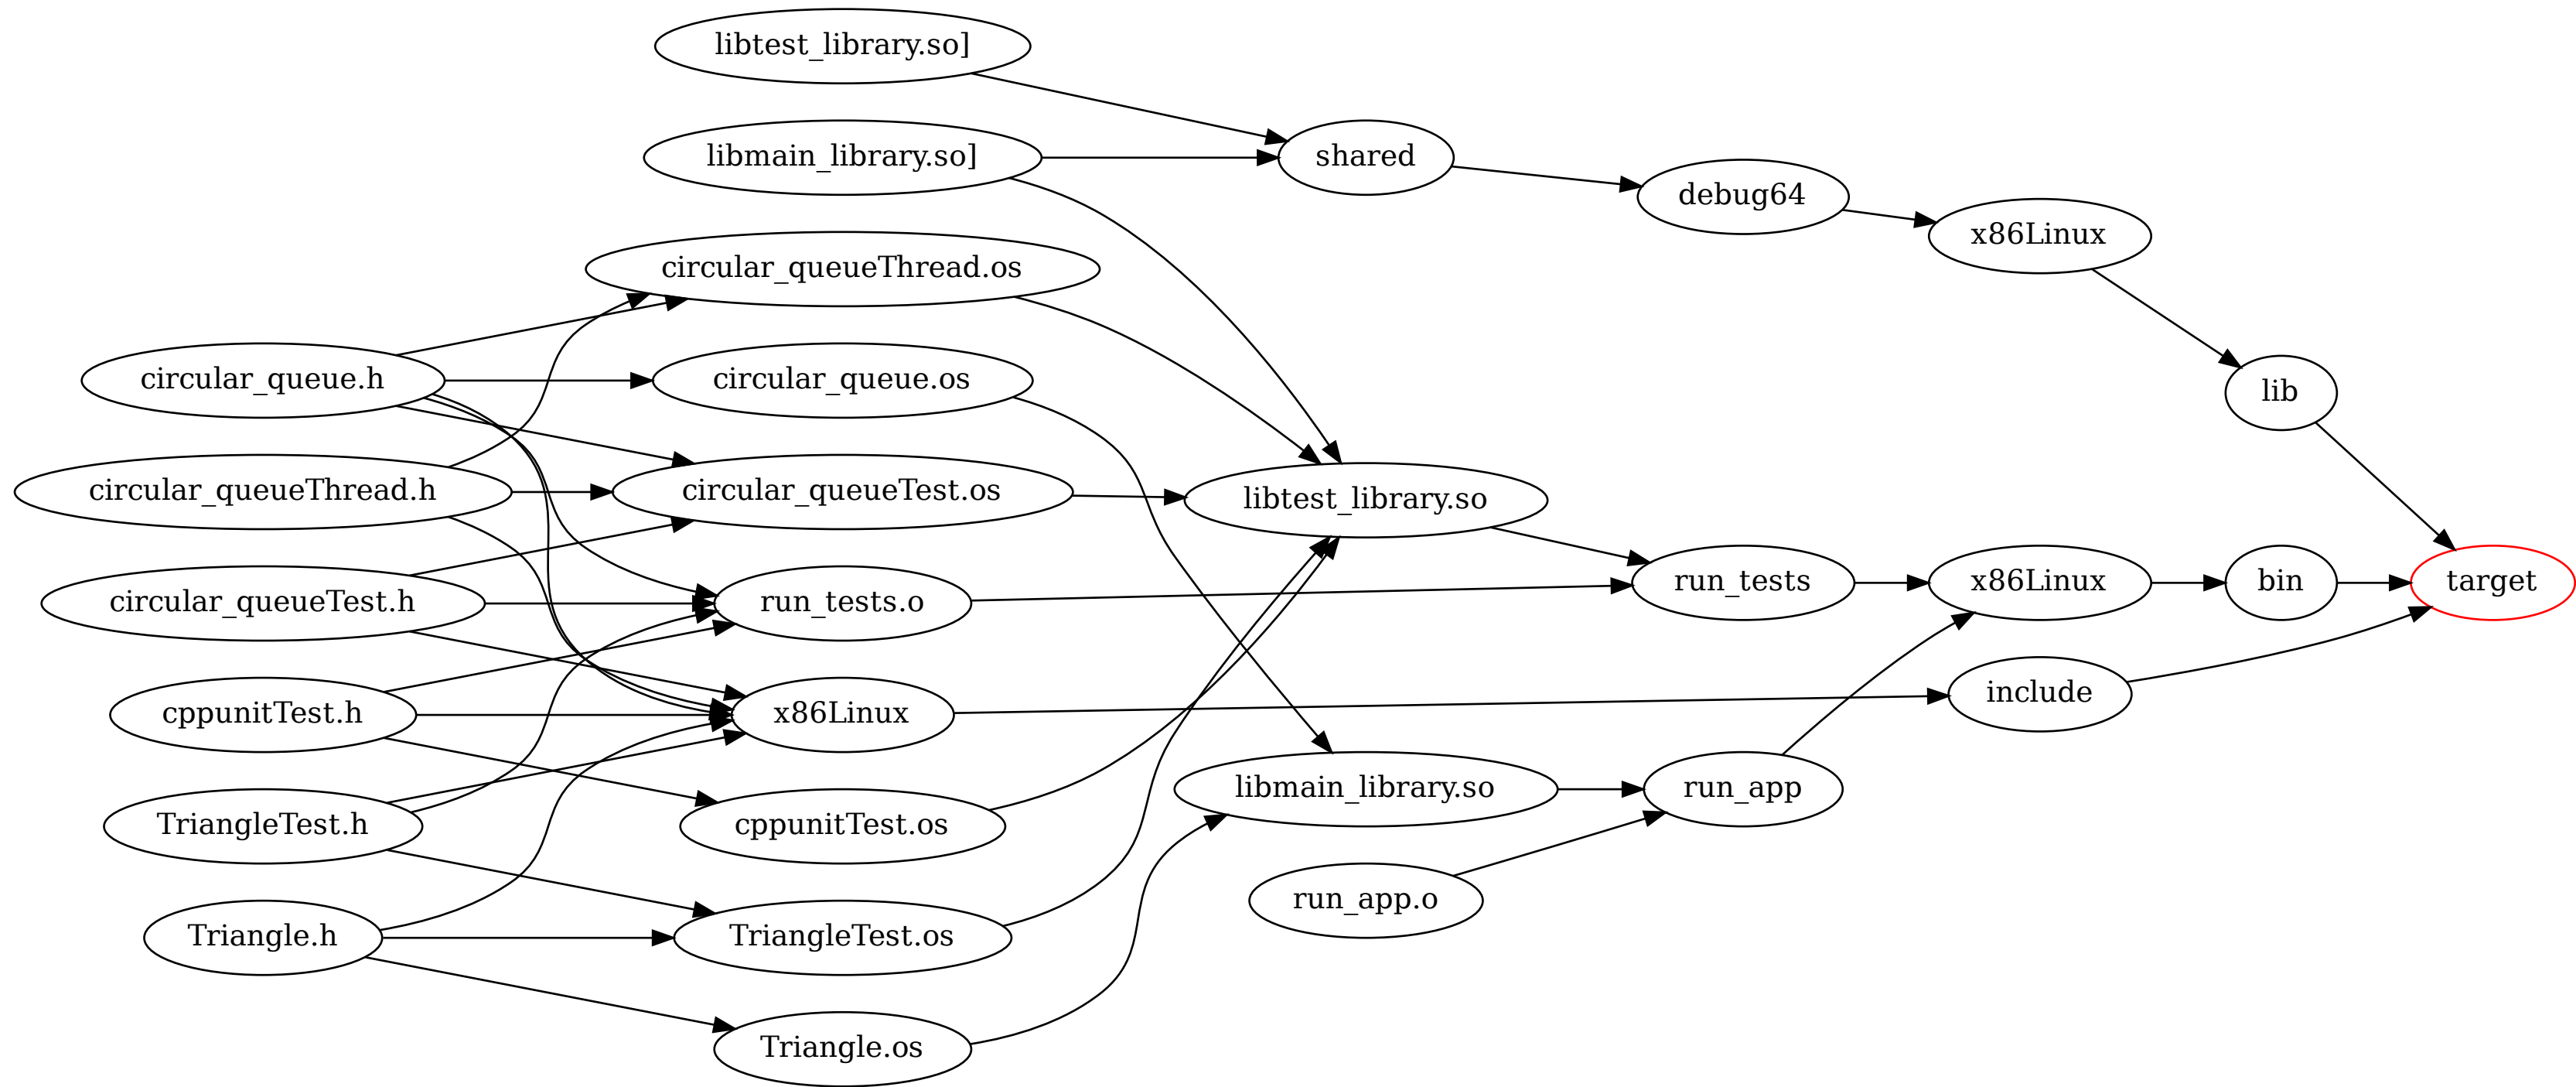 libtest_library.so]
libmain_library.so]
shared
debug64
x86Linux
circular_queueThread.os
circular_queue.h
circular_queue.os
lib
circular_queueThread.h
circular_queueTest.os
libtest_library.so
circular_queueTest.h
run_tests.o
run_tests
x86Linux
bin
target
cppunitTest.h
x86Linux
include
TriangleTest.h
cppunitTest.os
libmain_library.so
run_app
run_app.o
Triangle.h
TriangleTest.os
Triangle.os